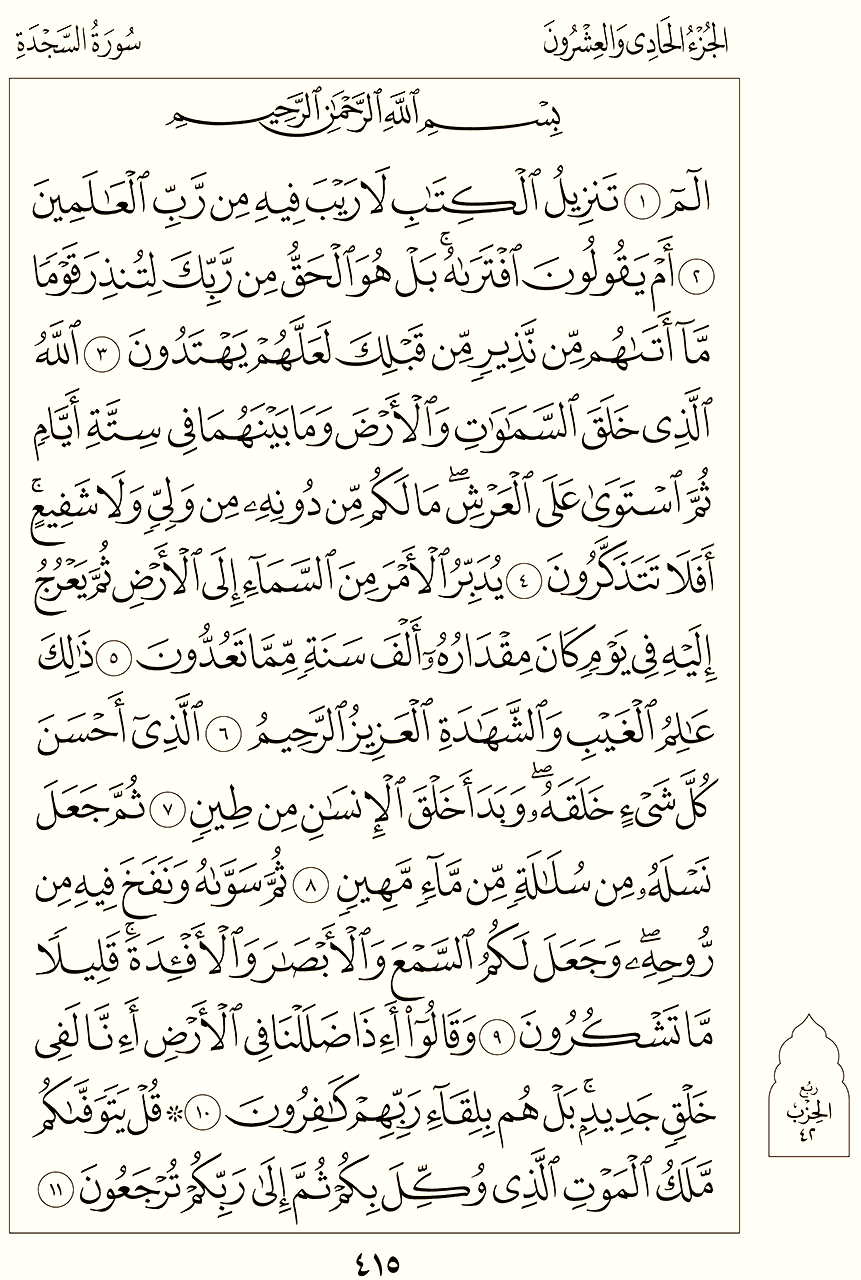 الجُزْءُ الحَادِى وَالعِشْرُونَ
سُورَةُ السَّجْدَةِ
بِسْمِ ٱللَّهِ ٱلرَّحْمَٰنِ ٱلرَّحِيمِ
الٓمٓ ١ تَنزِيلُ ٱلْكِتَٰبِ لَا رَيْبَ فِيهِ مِن رَّبِّ ٱلْعَٰلَمِينَ
٢ أَمْ يَقُولُونَ ٱفْتَرَىٰهُ ۚ بَلْ هُوَ ٱلْحَقُّ مِن رَّبِّكَ لِتُنذِرَ قَوْمًا
مَّآ أَتَىٰهُم مِّن نَّذِيرٍ مِّن قَبْلِكَ لَعَلَّهُمْ يَهْتَدُونَ ٣ ٱللَّهُ
ٱلَّذِى خَلَقَ ٱلسَّمَٰوَٰتِ وَٱلْأَرْضَ وَمَا بَيْنَهُمَا فِى سِتَّةِ أَيَّامٍ
ثُمَّ ٱسْتَوَىٰ عَلَى ٱلْعَرْشِ ۖ مَا لَكُم مِّن دُونِهِۦ مِن وَلِىٍّ وَلَا شَفِيعٍ ۚ
أَفَلَا تَتَذَكَّرُونَ ٤ يُدَبِّرُ ٱلْأَمْرَ مِنَ ٱلسَّمَآءِ إِلَى ٱلْأَرْضِ ثُمَّ يَعْرُجُ
إِلَيْهِ فِى يَوْمٍ كَانَ مِقْدَارُهُۥٓ أَلْفَ سَنَةٍ مِّمَّا تَعُدُّونَ ٥ ذَٰلِكَ
عَٰلِمُ ٱلْغَيْبِ وَٱلشَّهَٰدَةِ ٱلْعَزِيزُ ٱلرَّحِيمُ ٦ ٱلَّذِىٓ أَحْسَنَ
كُلَّ شَىْءٍ خَلَقَهُۥ ۖ وَبَدَأَ خَلْقَ ٱلْإِنسَٰنِ مِن طِينٍ ٧ ثُمَّ جَعَلَ
نَسْلَهُۥ مِن سُلَٰلَةٍ مِّن مَّآءٍ مَّهِينٍ ٨ ثُمَّ سَوَّىٰهُ وَنَفَخَ فِيهِ مِن
رُّوحِهِۦ ۖ وَجَعَلَ لَكُمُ ٱلسَّمْعَ وَٱلْأَبْصَٰرَ وَٱلْأَفْـِٔدَةَ ۚ قَلِيلًا
مَّا تَشْكُرُونَ ٩ وَقَالُوٓا۟ أَءِذَا ضَلَلْنَا فِى ٱلْأَرْضِ أَءِنَّا لَفِى
خَلْقٍ جَدِيدٍۭ ۚ بَلْ هُم بِلِقَآءِ رَبِّهِمْ كَٰفِرُونَ ١٠ ۞ قُلْ يَتَوَفَّىٰكُم
مَّلَكُ ٱلْمَوْتِ ٱلَّذِى وُكِّلَ بِكُمْ ثُمَّ إِلَىٰ رَبِّكُمْ تُرْجَعُونَ ١١
رُبْعُ
الحِزْب
٤٢
٤١٥